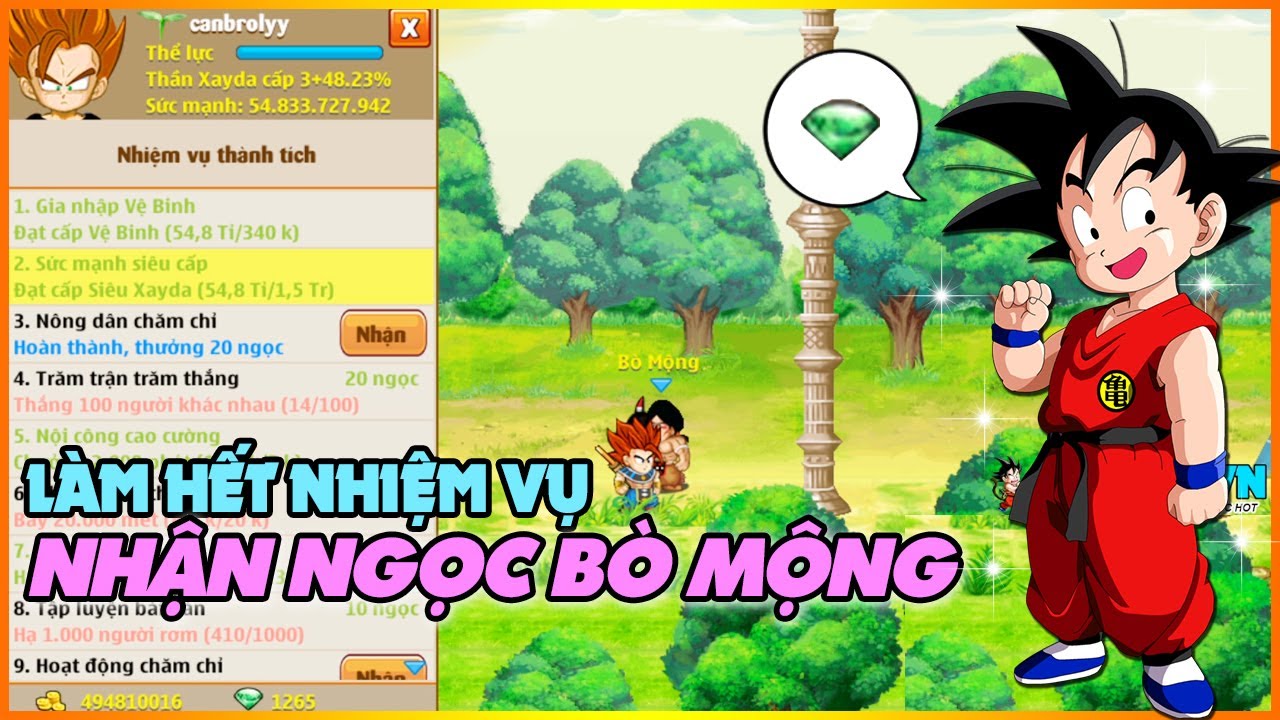 canbrolyy
X
Thể lực
Thần Xayda cấp 3+48.23%
Sức mạnh: 54.833.727.942
Nhiệm vụ thành tích
1. Gia nhập Vệ Binh
Đạt cấp Vệ Binh (54,8 Tỉ/340 k)
2. Sức mạnh siêu cấp
Đạt cấp Siêu Xayda (54,8 Tỉ/1,5 Tr)
3. Nông dân chăm chỉ
Nhận
Hoàn thành, thưởng 20 ngọc
4. Trăm trận trăm thắng 20 ngọc
Thắng 100 người khác nhau (14/100)
5. Nội công cao cường
LÀM HẾT NHIỆM VỤ
NHẬN NGỌC BÒ MỘNG
7.
8. Tập luyện 10 ngọc
Hạ 1.000 người rơm (410/1000)
9. Hoạt động chăm chỉ
Nhận
494810016 1265
Bò Mộng
亀
VN
HOT